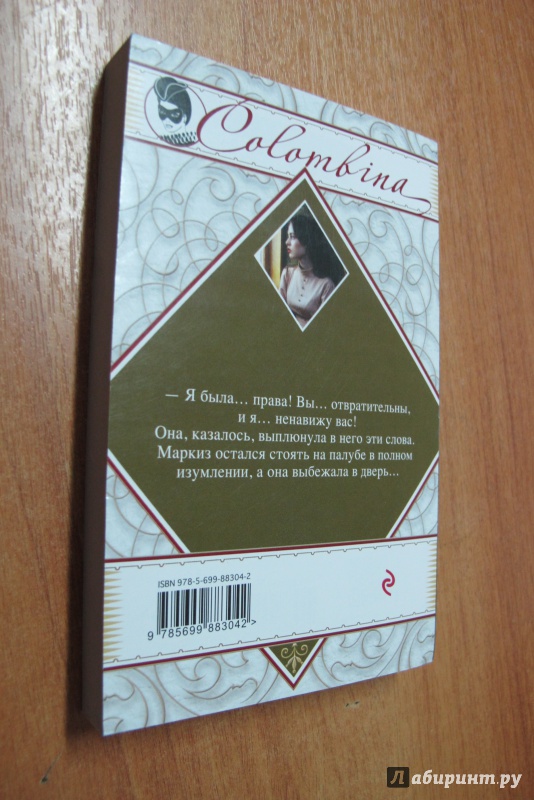 Colombina
— Я была... права! Вы... отвратительны,
и я... ненавижу вас!
Она, казалось, выплюнула в него эти слова.
Маркиз остался стоять на палубе в полном
изумлении, а она выбежала в дверь...
ISBN 978-5-699-88304-2
9 785699 883042 >
Лабиринт.ру